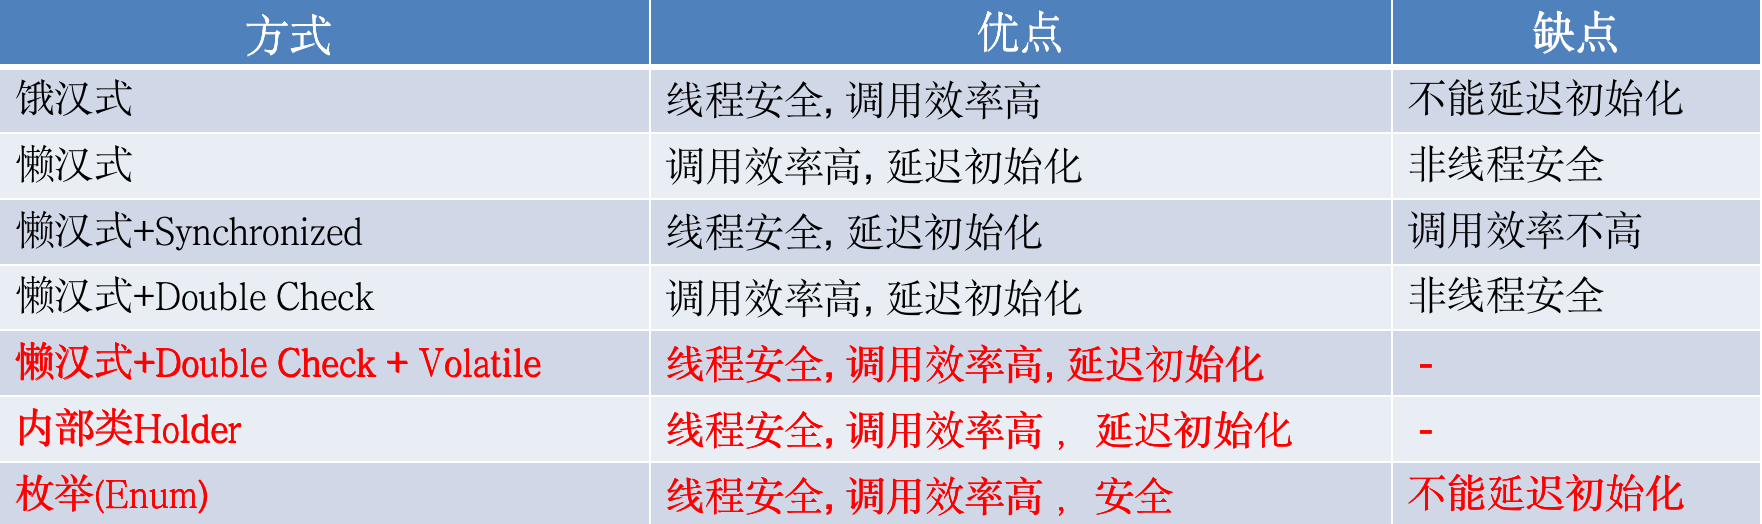 方式 优点 缺点
饿汉式 线程安全, 调用效率高 不能延迟初始化
懒汉式 调用效率高, 延迟初始化 非线程安全
懒汉式+Synchronized 线程安全, 延迟初始化 调用效率不高
懒汉式+Double Check 调用效率高, 延迟初始化 非线程安全
懒汉式+Double Check + Volatile 线程安全, 调用效率高, 延迟初始化 -
内部类Holder 线程安全, 调用效率高 , 延迟初始化 -
枚举(Enum) 线程安全, 调用效率高 , 安全 不能延迟初始化